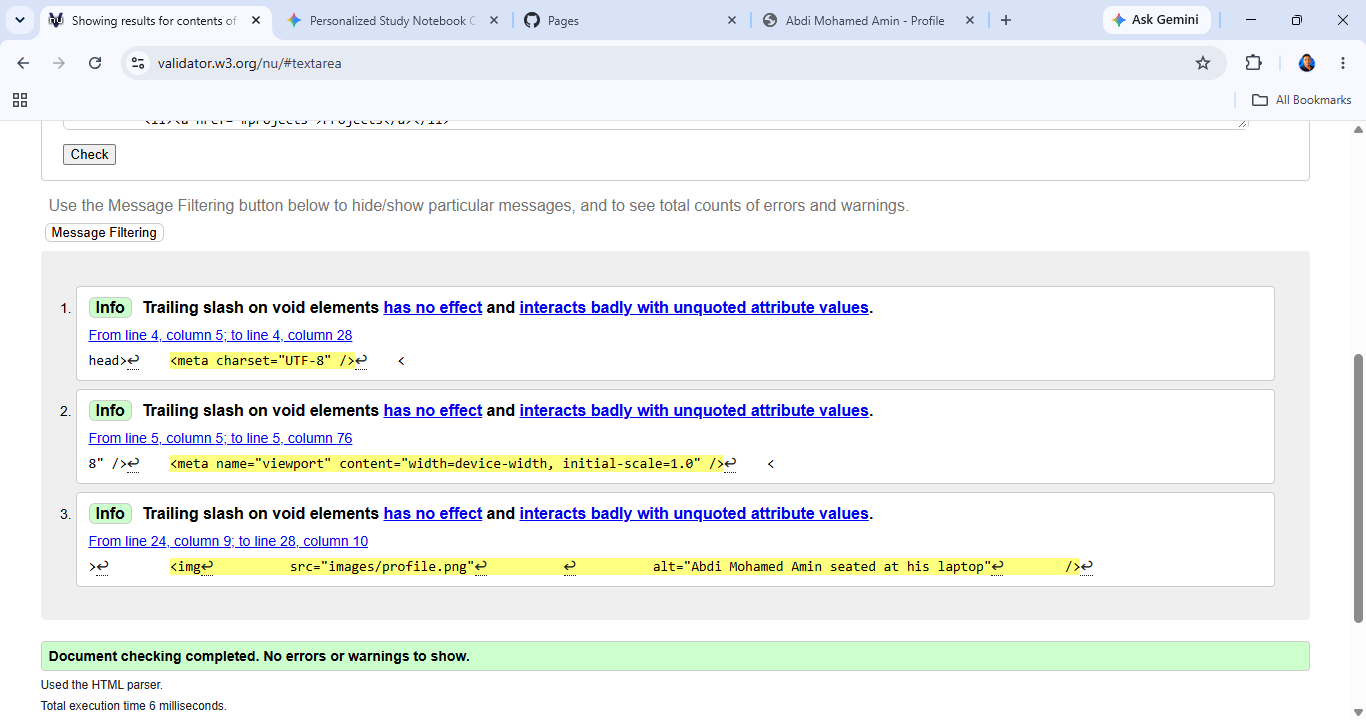 Showing results for contents of
Personalized Study Notebook C
Pages
Abdi Mohamed Amin - Profile
Ask Gemini
validator.w3.org/nu/#textarea
All Bookmarks
<li><a href="#projects">Projects</a></li>
Check
Use the Message Filtering button below to hide/show particular messages, and to see total counts of errors and warnings.
Message Filtering
1. Info Trailing slash on void elements has no effect and interacts badly with unquoted attribute values.
From line 4, column 5; to line 4, column 28
head>↩    <meta charset="UTF-8" />↩    <
2. Info Trailing slash on void elements has no effect and interacts badly with unquoted attribute values.
From line 5, column 5; to line 5, column 76
8" />↩    <meta name="viewport" content="width=device-width, initial-scale=1.0" />↩    <
3. Info Trailing slash on void elements has no effect and interacts badly with unquoted attribute values.
From line 24, column 9; to line 28, column 10
>↩        <img↩          src="images/profile.png"↩          ↩          alt="Abdi Mohamed Amin seated at his laptop"↩        />↩
Document checking completed. No errors or warnings to show.
Used the HTML parser.
Total execution time 6 milliseconds.